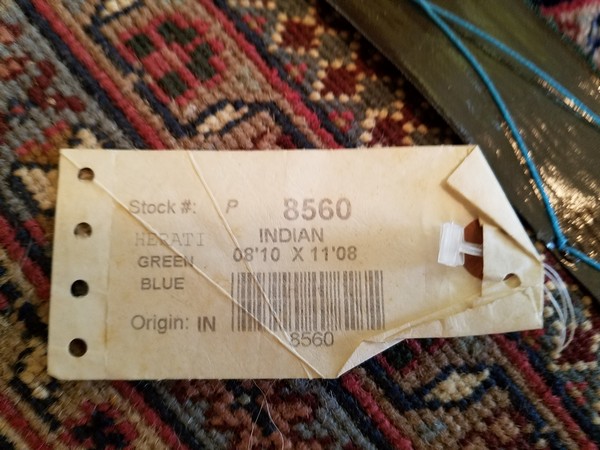 Stock #: P 8560
HERATI INDIAN
GREEN 08'10 X 11'08
BLUE
Origin: IN
8560